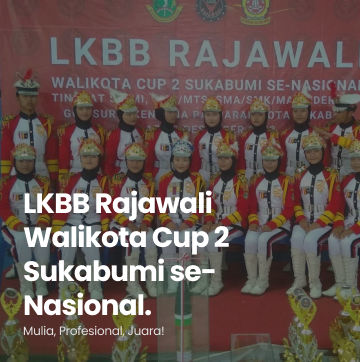 LKBB RAJAWALI
WALIKOTA CUP 2 SUKABUMI SE-NASIONAL
TINGKAT
LKBB Rajawali
Walikota Cup 2
Sukabumi se-
Nasional.
Mulia, Profesional, Juara!